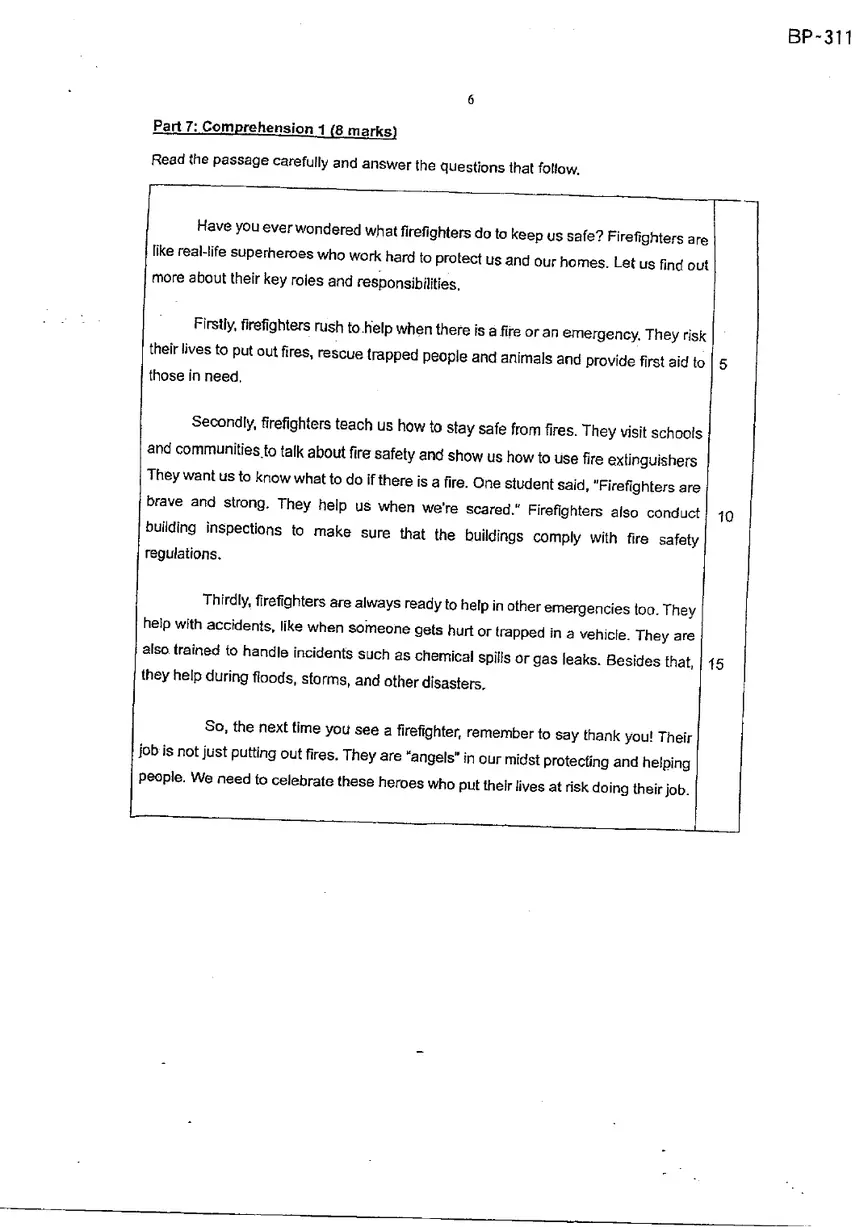 BP-311
6
Part 7: Comprehension 1 (8 marks)
Read the passage carefully and answer the questions that follow.
Have you ever wondered what firefighters do to keep us safe? Firefighters are
like real-life superheroes who work hard to protect us and our homes. Let us find out
more about their key roles and responsibilities.
Firstly, firefighters rush to help when there is a fire or an emergency. They risk
their lives to put out fires, rescue trapped people and animals and provide first aid to 5
those in need.
Secondly, firefighters teach us how to stay safe from fires. They visit schools
and communities to talk about fire safety and show us how to use fire extinguishers
They want us to know what to do if there is a fire. One student said, "Firefighters are
brave and strong. They help us when we're scared." Firefighters also conduct 10
building inspections to make sure that the buildings comply with fire safety
regulations.
Thirdly, firefighters are always ready to help in other emergencies too. They
help with accidents, like when someone gets hurt or trapped in a vehicle. They are
also trained to handle incidents such as chemical spills or gas leaks. Besides that, 15
they help during floods, storms, and other disasters.
So, the next time you see a firefighter, remember to say thank you! Their
job is not just putting out fires. They are "angels" in our midst protecting and helping
people. We need to celebrate these heroes who put their lives at risk doing their job.